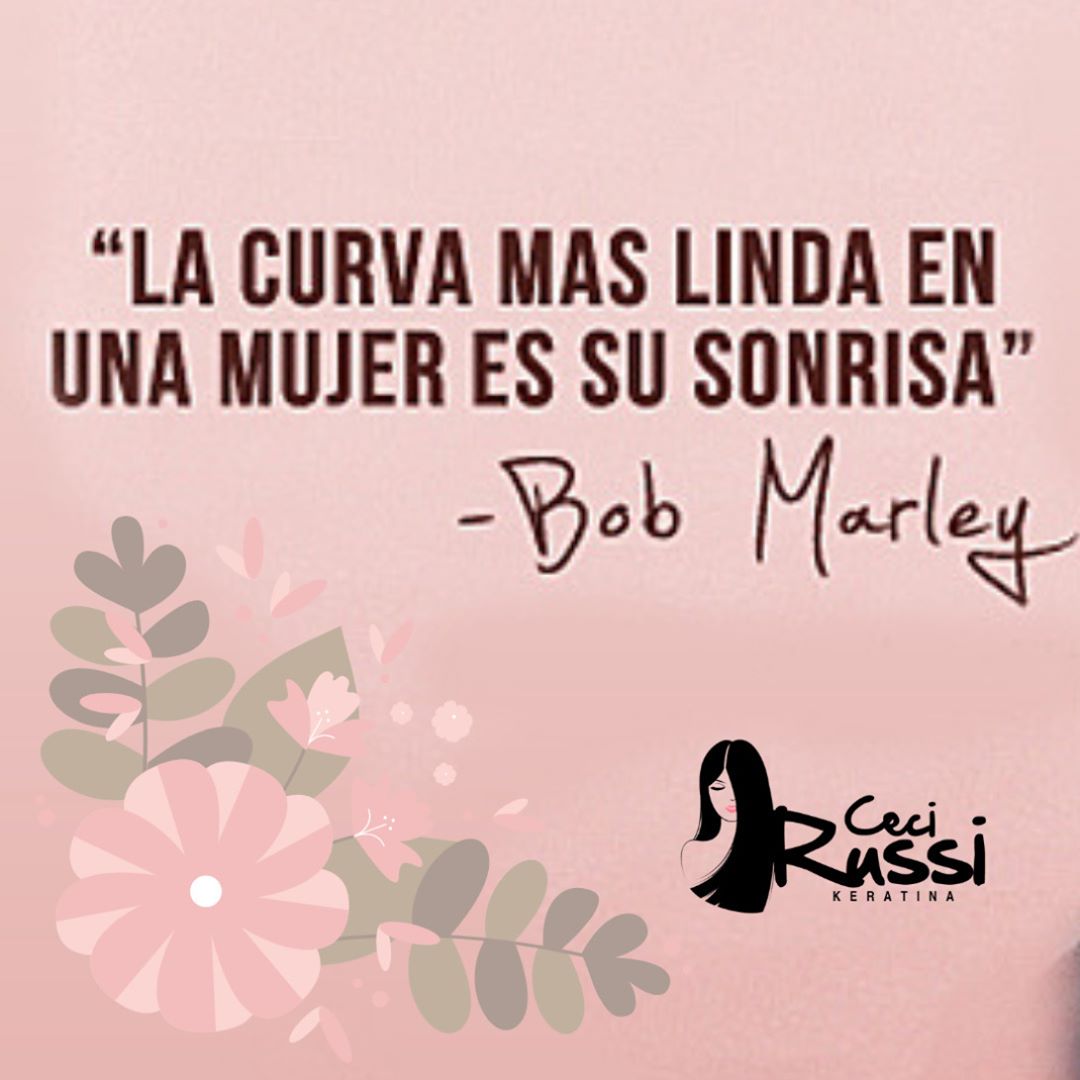 “LA CURVA MAS LINDA EN
UNA MUJER ES SU SONRISA”
-Bob Marley
Ceci
Russi
KERATINA